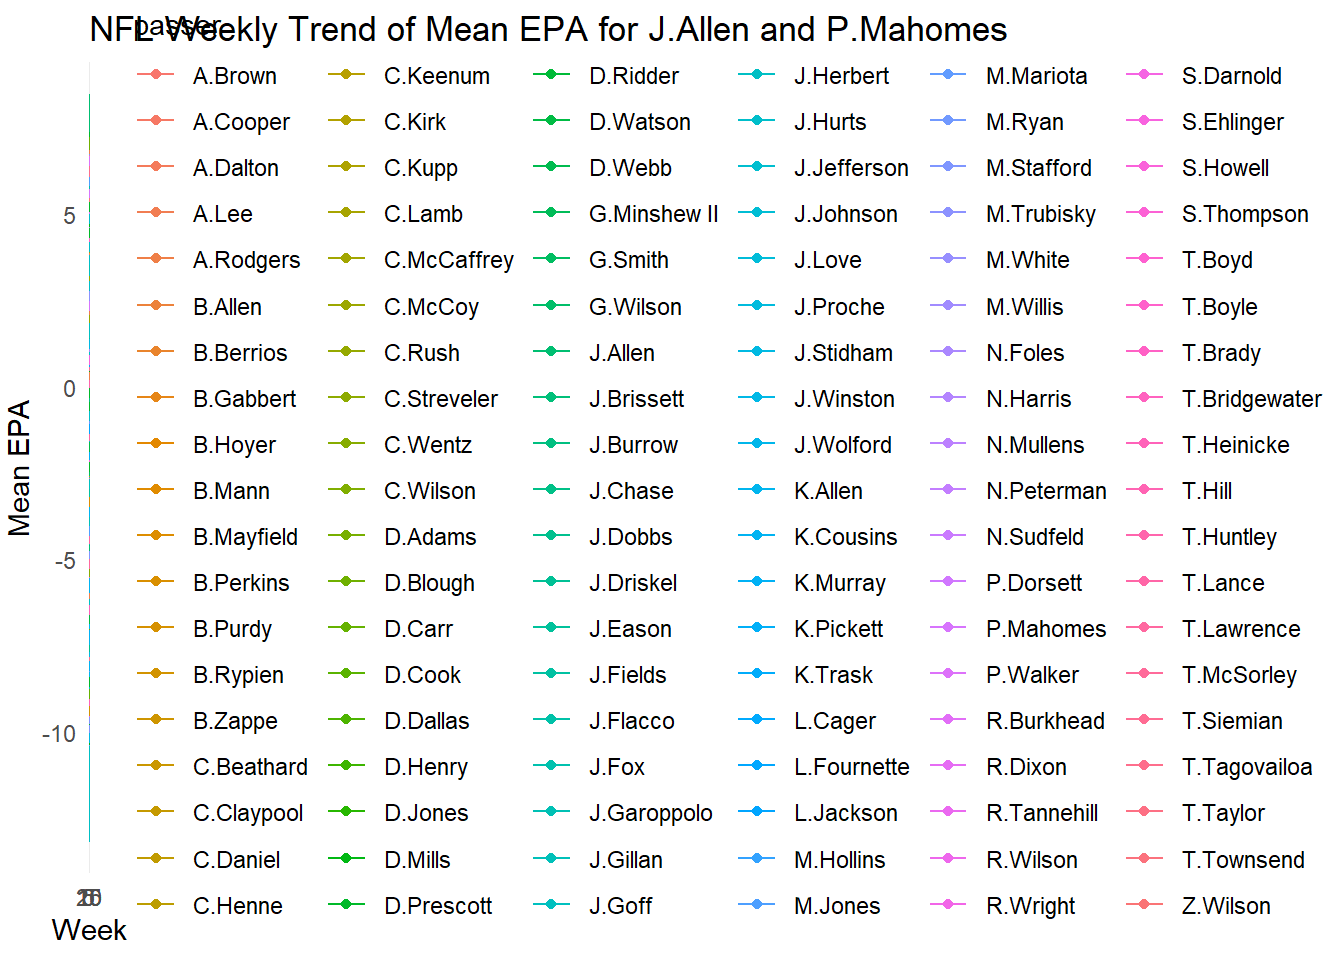 NFL Weekly Trend of Mean EPA for J.Allen and P.Mahomes
passer
A.Brown C.Keenum D.Ridder J.Herbert M.Mariota S.Darnold
A.Cooper C.Kirk D.Watson J.Hurts M.Ryan S.Ehlinger
A.Dalton C.Kupp D.Webb J.Jefferson M.Stafford S.Howell
A.Lee C.Lamb G.Minshew II J.Johnson M.Trubisky S.Thompson
5
A.Rodgers C.McCaffrey G.Smith J.Love M.White T.Boyd
B.Allen C.McCoy G.Wilson J.Proche M.Willis T.Boyle
B.Berrios C.Rush J.Allen J.Stidham N.Foles T.Brady
0
B.Gabbert C.Streveler J.Brissett J.Winston N.Harris T.Bridgewater
B.Hoyer C.Wentz J.Burrow J.Wolford N.Mullens T.Heinicke
Mean EPA
B.Mann C.Wilson J.Chase K.Allen N.Peterman T.Hill
B.Mayfield D.Adams J.Dobbs K.Cousins N.Sudfeld T.Huntley
-5
B.Perkins D.Blough J.Driskel K.Murray P.Dorsett T.Lance
B.Purdy D.Carr J.Eason K.Pickett P.Mahomes T.Lawrence
B.Rypien D.Cook J.Fields K.Trask P.Walker T.McSorley
B.Zappe D.Dallas J.Flacco L.Cager R.Burkhead T.Siemian
-10
C.Beathard D.Henry J.Fox L.Fournette R.Dixon T.Tagovailoa
C.Claypool D.Jones J.Garoppolo L.Jackson R.Tannehill T.Taylor
C.Daniel D.Mills J.Gillan M.Hollins R.Wilson T.Townsend
C.Henne D.Prescott J.Goff M.Jones R.Wright Z.Wilson
Week